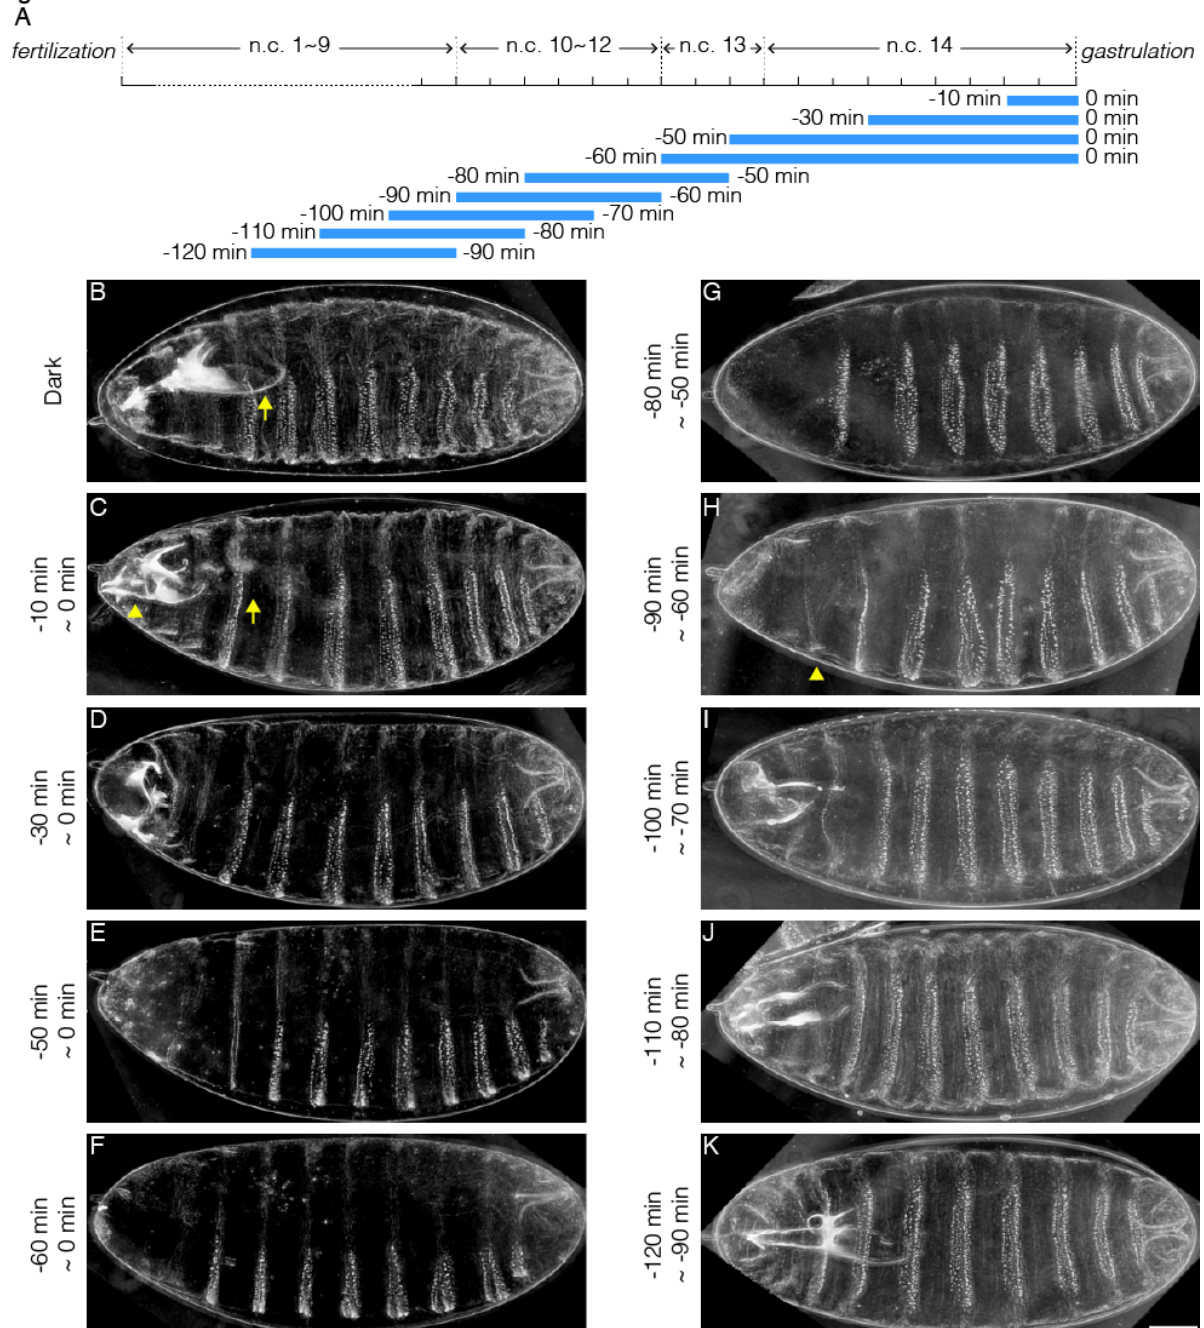 A
fertilization
n.c. 1~9
n.c. 10~12
n.c. 13
n.c. 14
gastrulation
-10 min 0 min
-30 min 0 min
-50 min 0 min
-60 min 0 min
-80 min -50 min
-90 min -60 min
-100 min -70 min
-110 min -80 min
-120 min -90 min
B
Dark
C
-10 min
~ 0 min
D
-30 min
~ 0 min
E
-50 min
~ 0 min
F
-60 min
~ 0 min
G
-80 min
~ -50 min
H
-90 min
~ -60 min
I
-100 min
~ -70 min
J
-110 min
~ -80 min
K
-120 min
~ -90 min